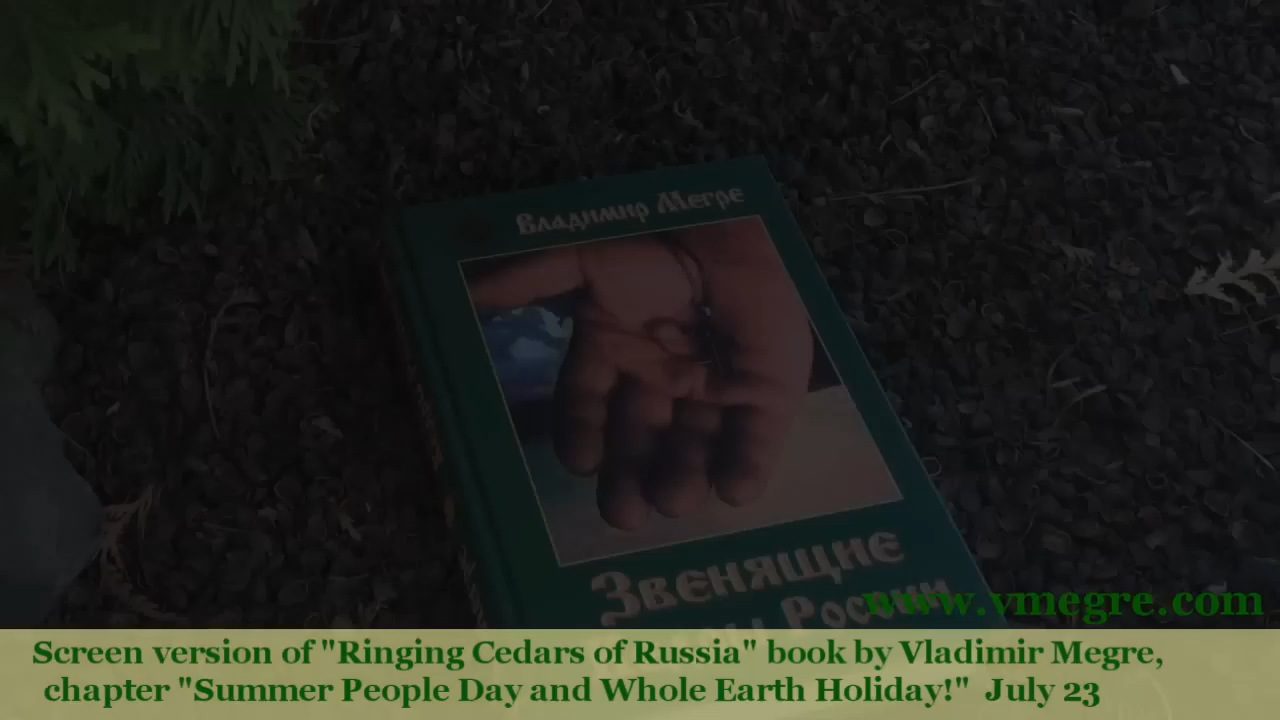 Владимир Мегре
Звенящие
России
www.vmegre.com
Screen version of "Ringing Cedars of Russia" book by Vladimir Megre,
chapter "Summer People Day and Whole Earth Holiday!" July 23